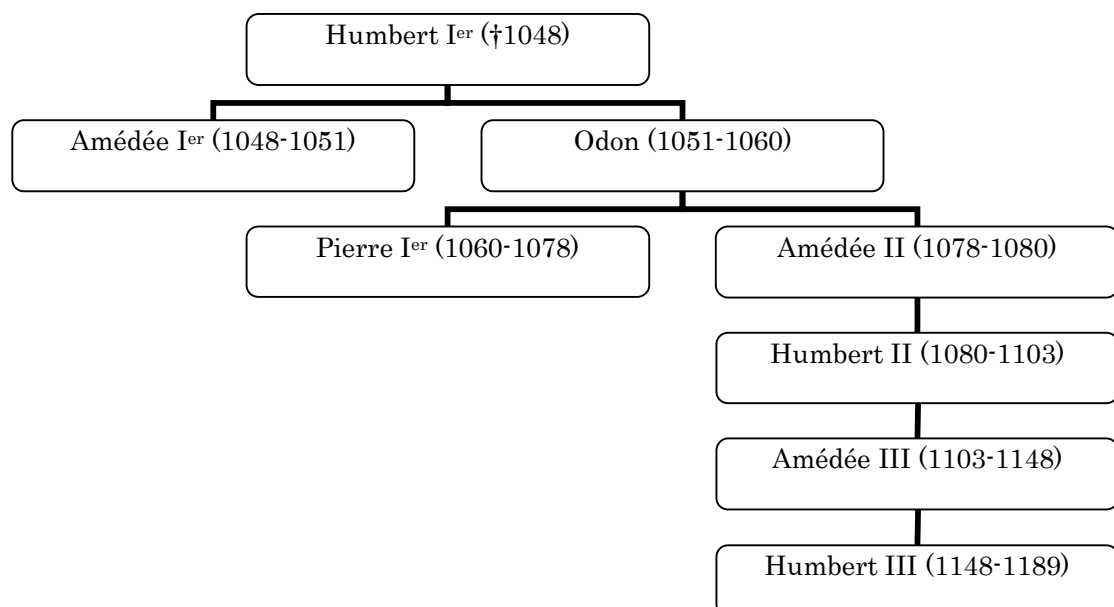 Humbert Iᵉʳ (†1048)
Amédée Iᵉʳ (1048-1051)
Odon (1051-1060)
Pierre Iᵉʳ (1060-1078)
Amédée II (1078-1080)
Humbert II (1080-1103)
Amédée III (1103-1148)
Humbert III (1148-1189)